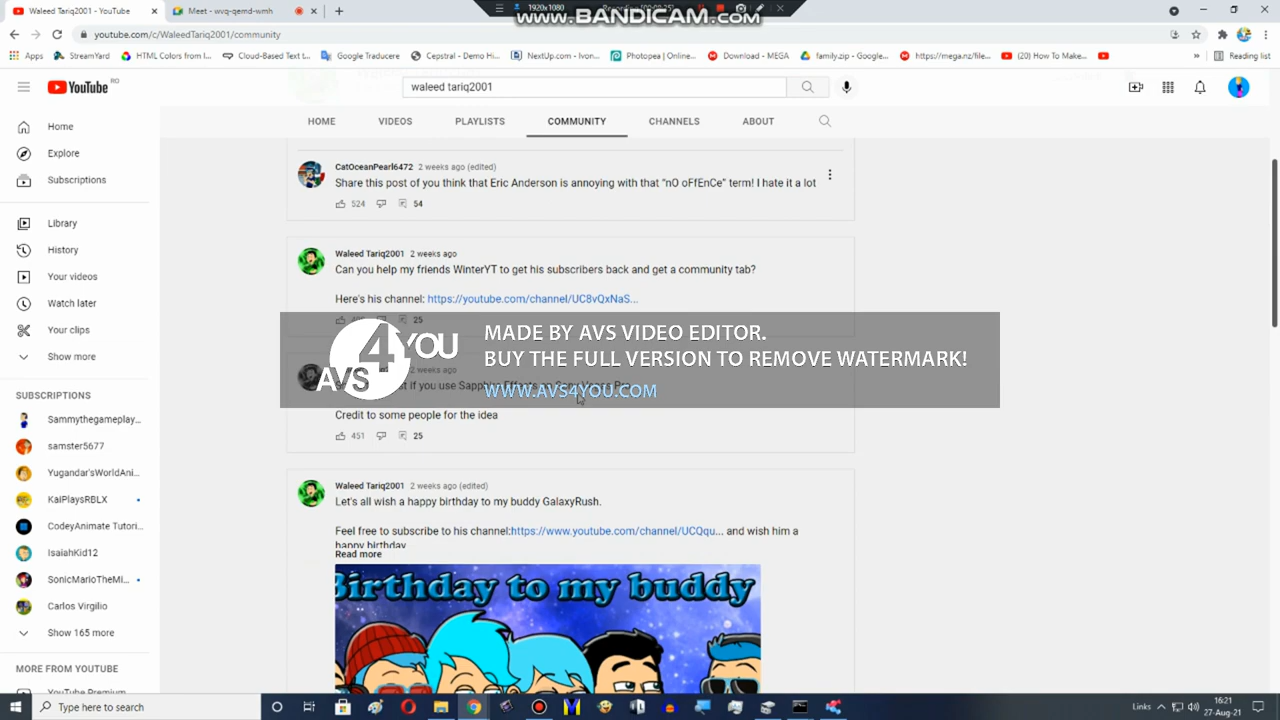 1920x1080
Recording [00:09:25]
www.BANDICAM.com
Waleed Tariq2001 - YouTube
Meet - wvq-qemd-wmh
youtube.com/c/WaleedTariq2001/community
Apps
StreamYard
HTML Colors from I...
Cloud-Based Text t...
Google Traducere
Cepstral - Demo Hi...
NextUp.com - Ivon...
Photopea | Online...
Download - MEGA
family.zip - Google...
https://mega.nz/file...
(20) How To Make...
Reading list
YouTube RO
waleed tariq2001
HOME
VIDEOS
PLAYLISTS
COMMUNITY
CHANNELS
ABOUT
Home
Explore
Subscriptions
Library
History
Your videos
Watch later
Your clips
Show more
SUBSCRIPTIONS
Sammythegameplay...
samster5677
Yugandar'sWorldAni...
KaiPlaysRBLX
CodeyAnimate Tutori...
IsaiahKid12
SonicMarioTheMi...
Carlos Virgilio
Show 165 more
MORE FROM YOUTUBE
YouTube Premium
CatOceanPearl6472 2 weeks ago (edited)
Share this post of you think that Eric Anderson is annoying with that “nO oFfEnCe” term! I hate it a lot
524 54
Waleed Tariq2001 2 weeks ago
Can you help my friends WinterYT to get his subscribers back and get a community tab?
Here's his channel: https://youtube.com/channel/UC8vQxNaS...
25
weeks ago
if you use
Credit to some people for the idea
451 25
MADE BY AVS VIDEO EDITOR.
BUY THE FULL VERSION TO REMOVE WATERMARK!
WWW.AVS4YOU.COM
AVS4YOU
Waleed Tariq2001 2 weeks ago (edited)
Let's all wish a happy birthday to my buddy GalaxyRush.
Feel free to subscribe to his channel:https://www.youtube.com/channel/UCQqu... and wish him a
happy birthday
Read more
Birthday to my buddy
Type here to search
Links
16:21
27-Aug-21